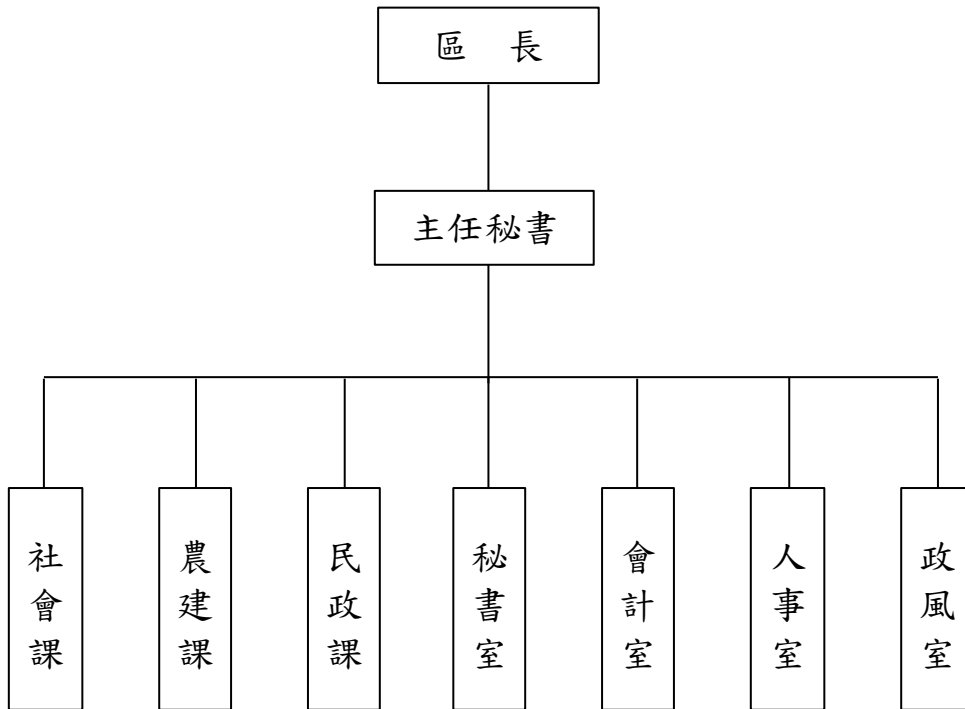 區　長
主任秘書
社會課
農建課
民政課
秘書室
會計室
人事室
政風室